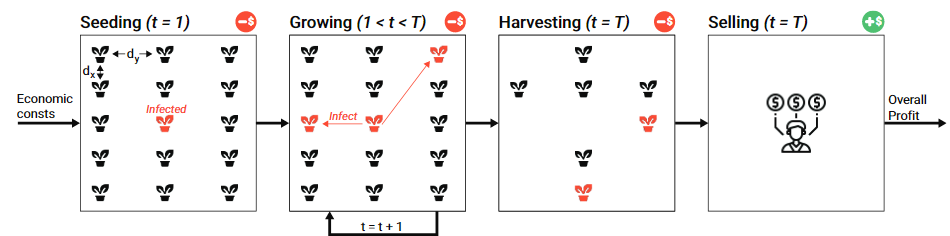 Seeding (t = 1)
-$
Growing (1 < t < T)
-$
Harvesting (t = T)
-$
Selling (t = T)
+$
dy
dx
Economic
consts
Infected
Infect
$ $ $
Overall
Profit
t = t + 1